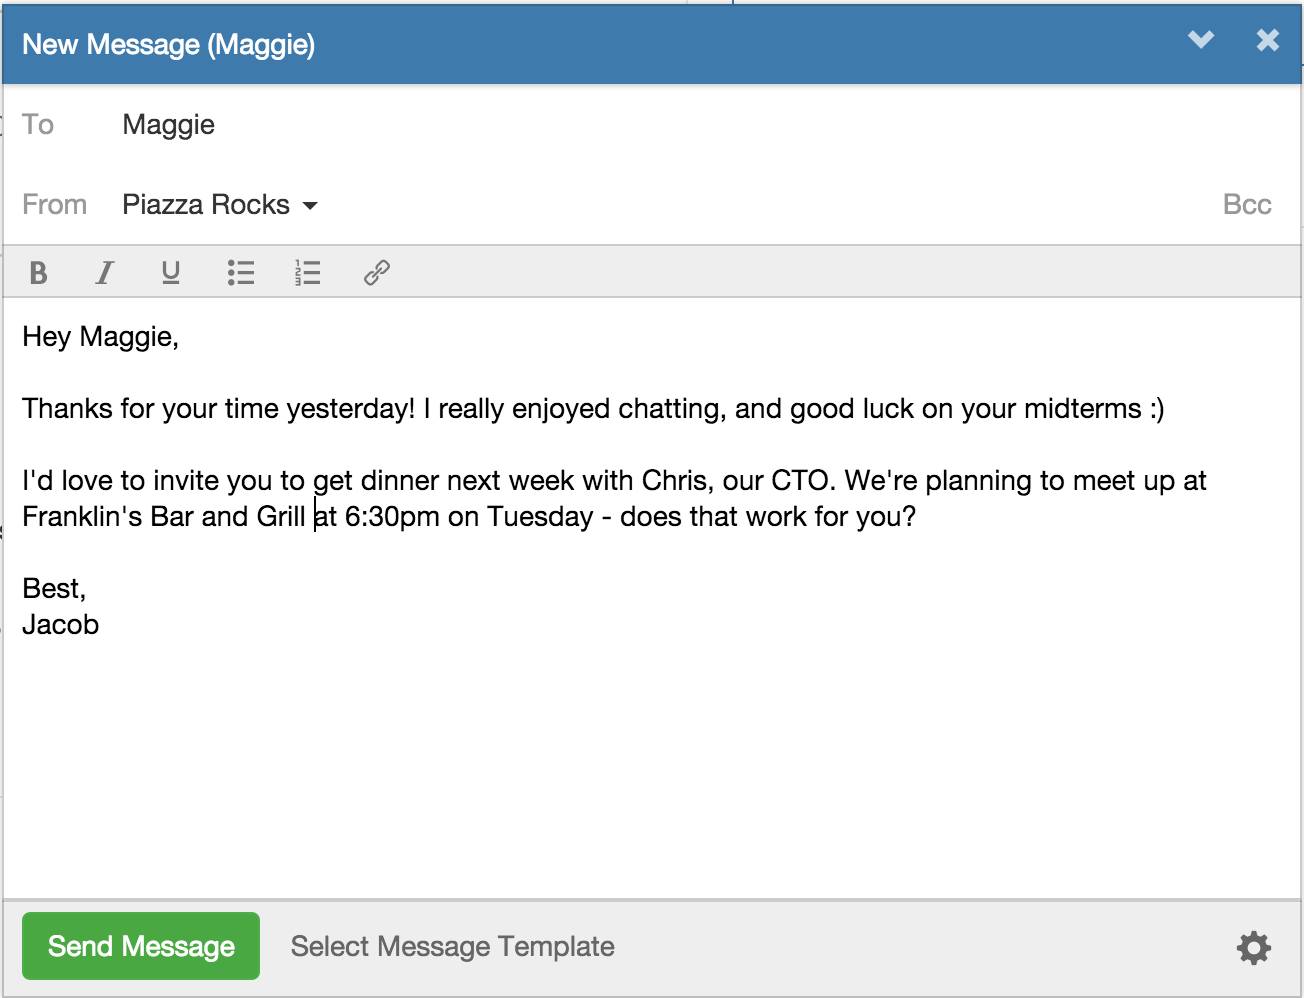 New Message (Maggie)
To Maggie
From Piazza Rocks Bcc
B I U
Hey Maggie,
Thanks for your time yesterday! I really enjoyed chatting, and good luck on your midterms :)
I'd love to invite you to get dinner next week with Chris, our CTO. We're planning to meet up at
Franklin's Bar and Grill at 6:30pm on Tuesday - does that work for you?
Best,
Jacob
Send Message Select Message Template